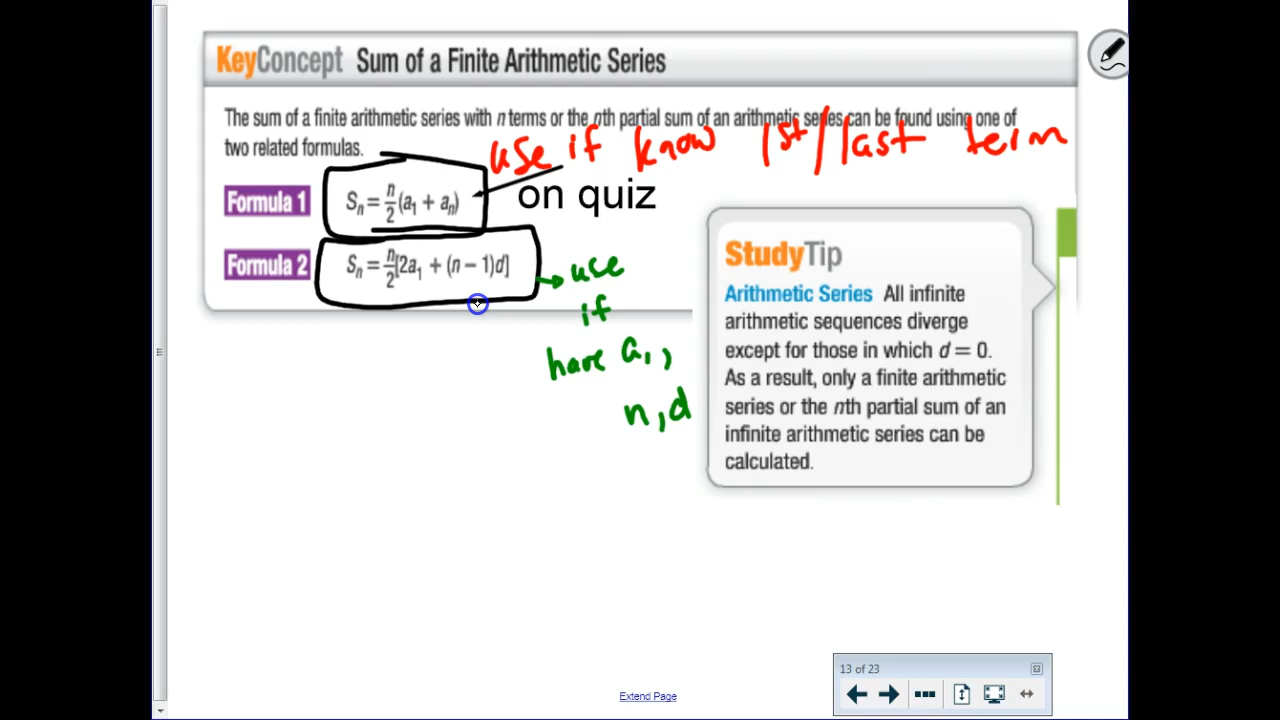 KeyConcept Sum of a Finite Arithmetic Series
The sum of a finite arithmetic series with n terms or the nth partial sum of an arithmetic series can be found using one of
two related formulas.
use if know 1st/last term
Formula 1 Sₙ = n/2(a₁ + aₙ)
on quiz
Formula 2 Sₙ = n/2[2a₁ + (n − 1)d]
use
if
have a₁,
n, d
StudyTip
Arithmetic Series All infinite
arithmetic sequences diverge
except for those in which d = 0.
As a result, only a finite arithmetic
series or the nth partial sum of an
infinite arithmetic series can be
calculated.
13 of 23
Extend Page